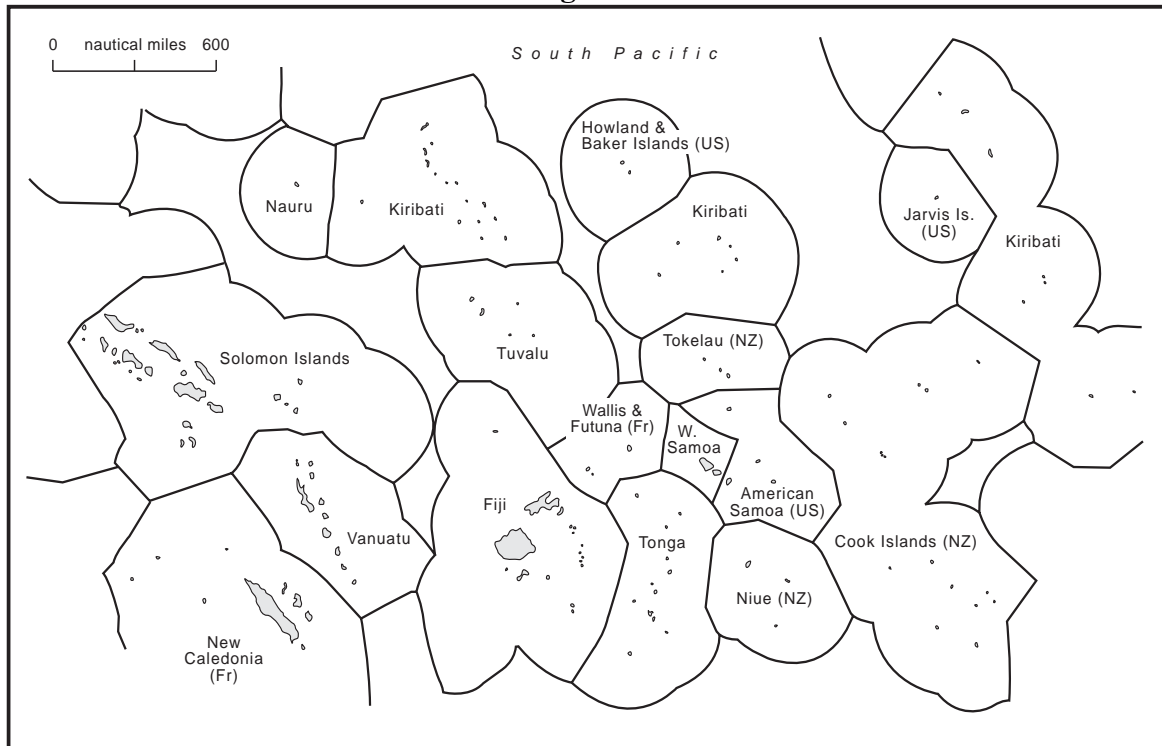 g
0 nautical miles 600
South Pacific
Howland &
Baker Islands (US)
Nauru
Kiribati
Kiribati
Jarvis Is.
(US)
Kiribati
Solomon Islands
Tuvalu
Tokelau (NZ)
Wallis &
Futuna (Fr)
W.
Samoa
American
Samoa (US)
Fiji
Vanuatu
Tonga
Cook Islands (NZ)
Niue (NZ)
New
Caledonia
(Fr)